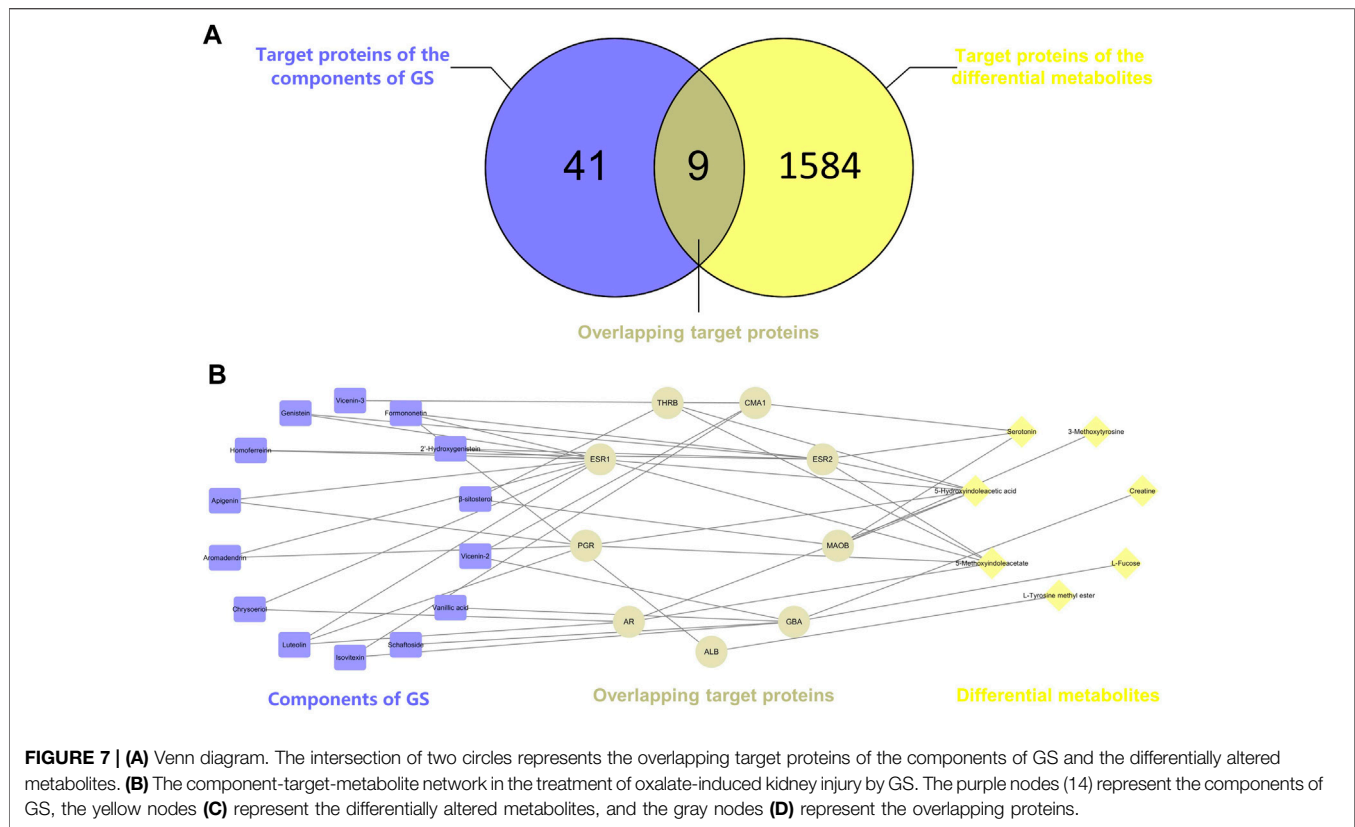 A
Target proteins of the
components of GS
Target proteins of the
differential metabolites
41
9
1584
Overlapping target proteins
B
Vicenin-3
Genistein
Formononetin
THRB
CMA1
Serotonin
3-Methoxytyrosine
Homoferreirin
2'-Hydroxygenistein
ESR1
ESR2
5-Hydroxyindoleacetic acid
Creatine
Apigenin
β-sitosterol
Aromadendrin
Vicenin-2
PGR
MAOB
5-Methoxyindoleacetate
L-Fucose
L-Tyrosine methyl ester
Chrysoeriol
Vanillic acid
AR
GBA
Luteolin
Isovitexin
Schaftoside
ALB
Components of GS
Overlapping target proteins
Differential metabolites
FIGURE 7 | (A) Venn diagram. The intersection of two circles represents the overlapping target proteins of the components of GS and the differentially altered
metabolites. (B) The component-target-metabolite network in the treatment of oxalate-induced kidney injury by GS. The purple nodes (14) represent the components of
GS, the yellow nodes (C) represent the differentially altered metabolites, and the gray nodes (D) represent the overlapping proteins.